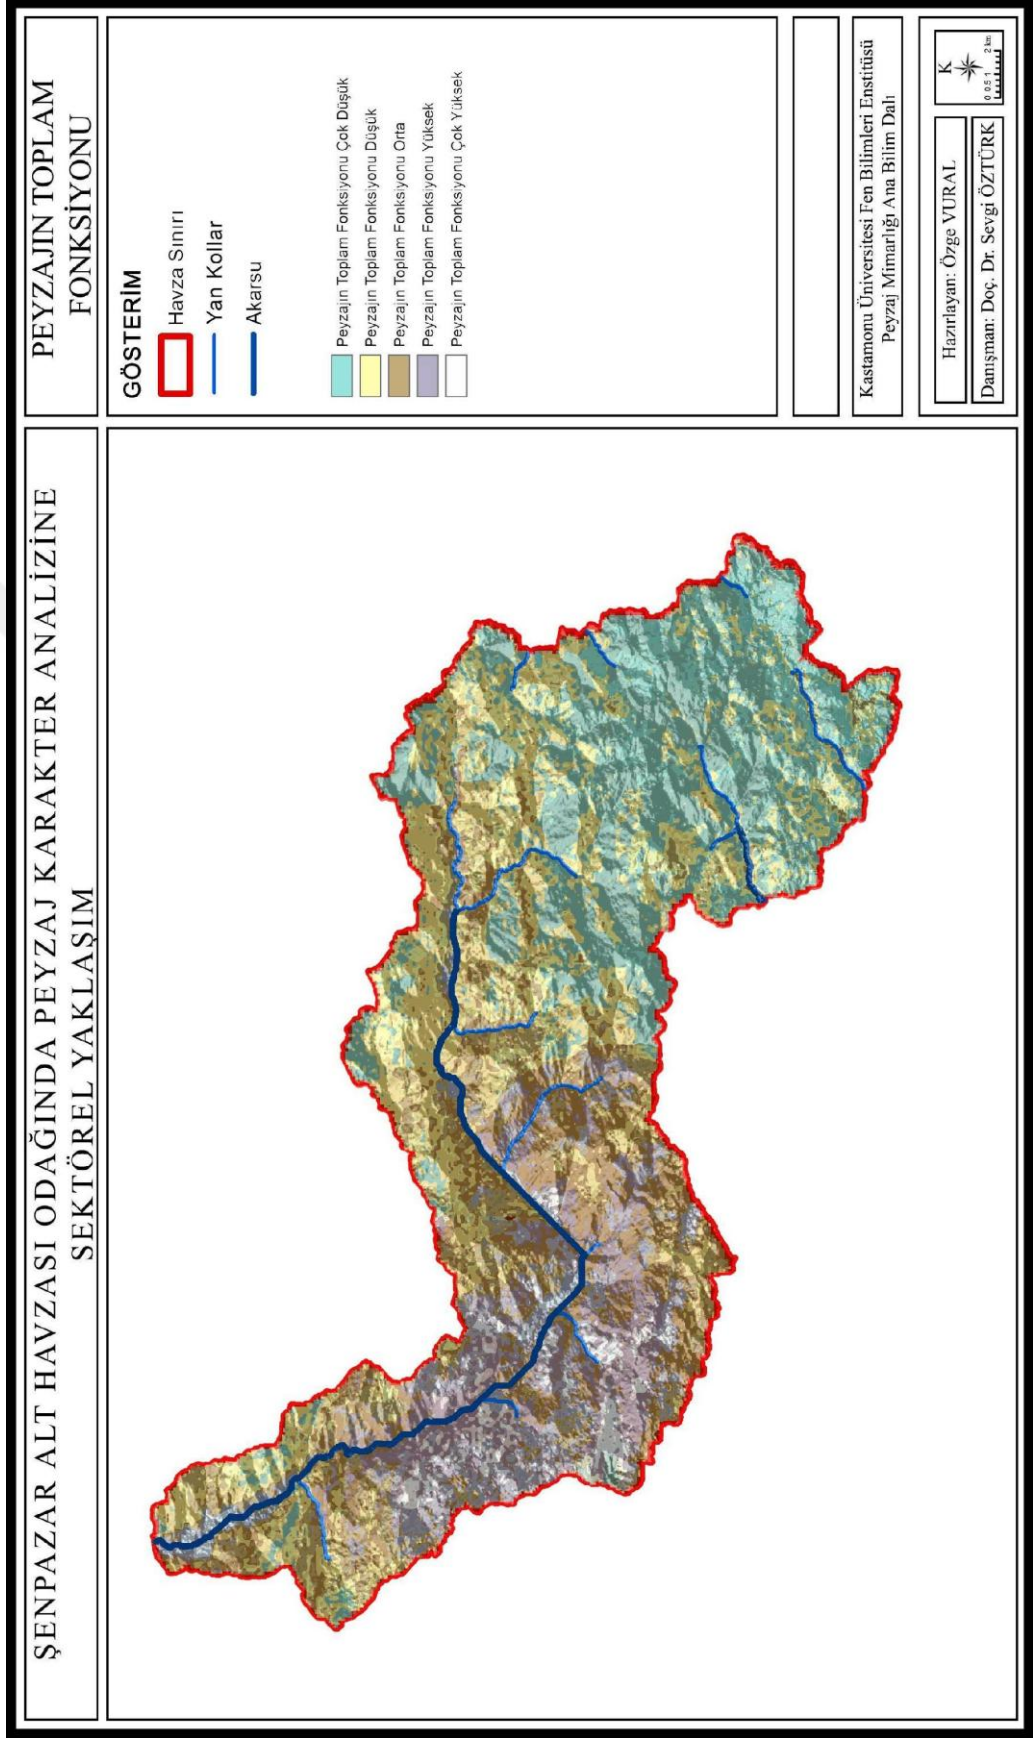 ŞENPAZAR ALT HAVZASI ODAĞINDA PEYZAJ KARAKTER ANALİZİNE
SEKTÖREL YAKLAŞIM
PEYZAJIN TOPLAM
FONKSİYONU
GÖSTERİM
Havza Sınırı
Yan Kollar
Akarsu
Peyzajın Toplam Fonksiyonu Çok Düşük
Peyzajın Toplam Fonksiyonu Düşük
Peyzajın Toplam Fonksiyonu Orta
Peyzajın Toplam Fonksiyonu Yüksek
Peyzajın Toplam Fonksiyonu Çok Yüksek
Kastamonu Üniversitesi Fen Bilimleri Enstitüsü
Peyzaj Mimarlığı Ana Bilim Dalı
Hazırlayan: Özge VURAL
Danışman: Doç. Dr. Sevgi ÖZTÜRK
K
0 0.5 1 2 km